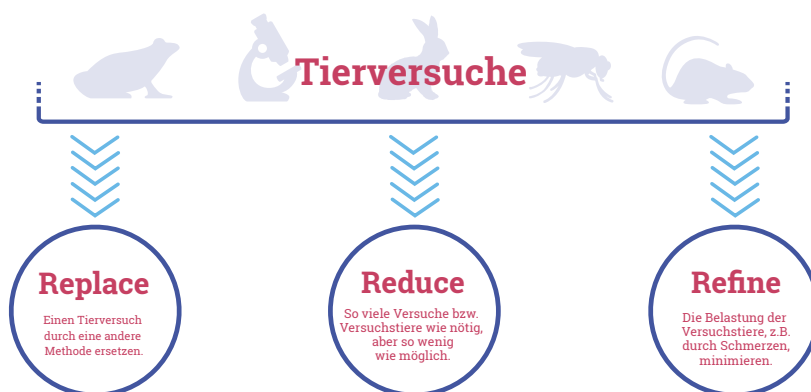 Tierversuche
Replace
Einen Tierversuch
durch eine andere
Methode ersetzen.
Reduce
So viele Versuche bzw.
Versuchstiere wie nötig,
aber so wenig
wie möglich.
Refine
Die Belastung der
Versuchstiere, z.B.
durch Schmerzen,
minimieren.